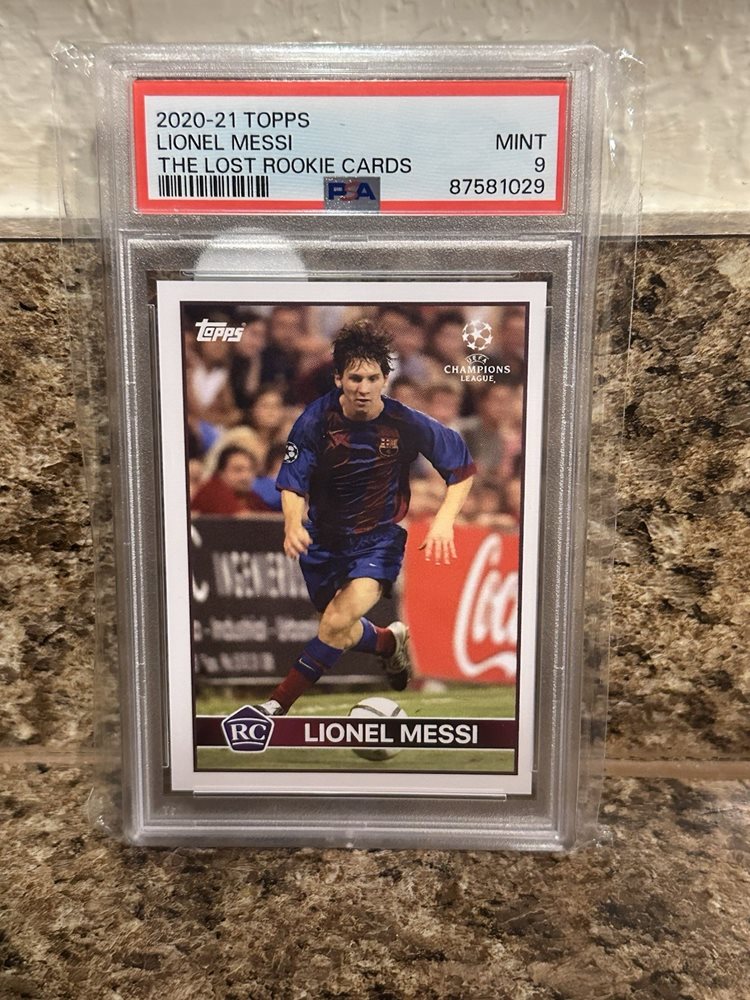 2020-21 TOPPS
LIONEL MESSI MINT
THE LOST ROOKIE CARDS 9
PSA 87581029
Topps
UEFA
CHAMPIONS
LEAGUE
RC LIONEL MESSI